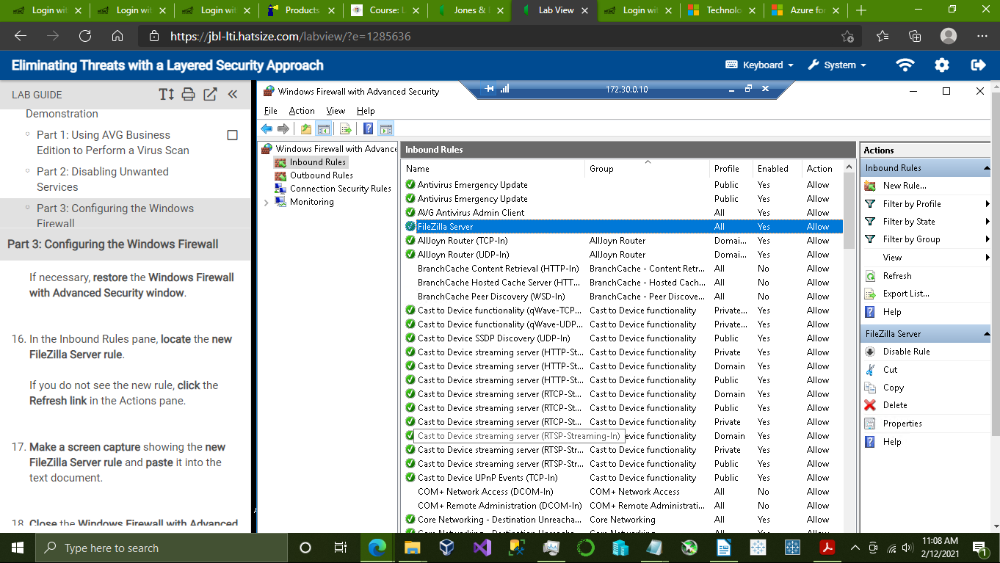 Login wit
Login wit
Login wit
Products
Course: L
Jones & B
Lab View
Login wit
Technolo
Azure for
https://jbl-lti.hatsize.com/labview/?e=1285636
Eliminating Threats with a Layered Security Approach
Keyboard
System
LAB GUIDE
Demonstration
Part 1: Using AVG Business
Edition to Perform a Virus Scan
Part 2: Disabling Unwanted
Services
Part 3: Configuring the Windows
Firewall
Part 3: Configuring the Windows Firewall
If necessary, restore the Windows Firewall
with Advanced Security window.
16. In the Inbound Rules pane, locate the new
FileZilla Server rule.
If you do not see the new rule, click the
Refresh link in the Actions pane.
17. Make a screen capture showing the new
FileZilla Server rule and paste it into the
text document.
18. Close the Windows Firewall with Advanced
Windows Firewall with Advanced Security
172.30.0.10
File Action View Help
Windows Firewall with Advance
Inbound Rules
Outbound Rules
Connection Security Rules
Monitoring
Inbound Rules
Name Group Profile Enabled Action
Antivirus Emergency Update Public Yes Allow
Antivirus Emergency Update Public Yes Allow
AVG Antivirus Admin Client All Yes Allow
FileZilla Server All Yes Allow
AllJoyn Router (TCP-In) AllJoyn Router Domai... Yes Allow
AllJoyn Router (UDP-In) AllJoyn Router Domai... Yes Allow
BranchCache Content Retrieval (HTTP-In) BranchCache - Content Retr... All No Allow
BranchCache Hosted Cache Server (HTT... BranchCache - Hosted Cach... All No Allow
BranchCache Peer Discovery (WSD-In) BranchCache - Peer Discove... All No Allow
Cast to Device functionality (qWave-TCP... Cast to Device functionality Private... Yes Allow
Cast to Device functionality (qWave-UDP... Cast to Device functionality Private... Yes Allow
Cast to Device SSDP Discovery (UDP-In) Cast to Device functionality Public Yes Allow
Cast to Device streaming server (HTTP-St... Cast to Device functionality Private Yes Allow
Cast to Device streaming server (HTTP-St... Cast to Device functionality Domain Yes Allow
Cast to Device streaming server (HTTP-St... Cast to Device functionality Public Yes Allow
Cast to Device streaming server (RTCP-St... Cast to Device functionality Domain Yes Allow
Cast to Device streaming server (RTCP-St... Cast to Device functionality Public Yes Allow
Cast to Device streaming server (RTCP-St... Cast to Device functionality Private Yes Allow
Cast to Device streaming server (RTSP-Streaming-In) evice functionality Domain Yes Allow
Cast to Device streaming server (RTSP-Str... Cast to Device functionality Private Yes Allow
Cast to Device streaming server (RTSP-Str... Cast to Device functionality Public Yes Allow
Cast to Device UPnP Events (TCP-In) Cast to Device functionality Public Yes Allow
COM+ Network Access (DCOM-In) COM+ Network Access All No Allow
COM+ Remote Administration (DCOM-In) COM+ Remote Administrati... All No Allow
Core Networking - Destination Unreacha... Core Networking All Yes Allow
Core Networking - Destination Unreacha... Core Networking All Yes Allow
Actions
Inbound Rules
New Rule...
Filter by Profile
Filter by State
Filter by Group
View
Refresh
Export List...
Help
FileZilla Server
Disable Rule
Cut
Copy
Delete
Properties
Help
Type here to search
11:08 AM
2/12/2021
1